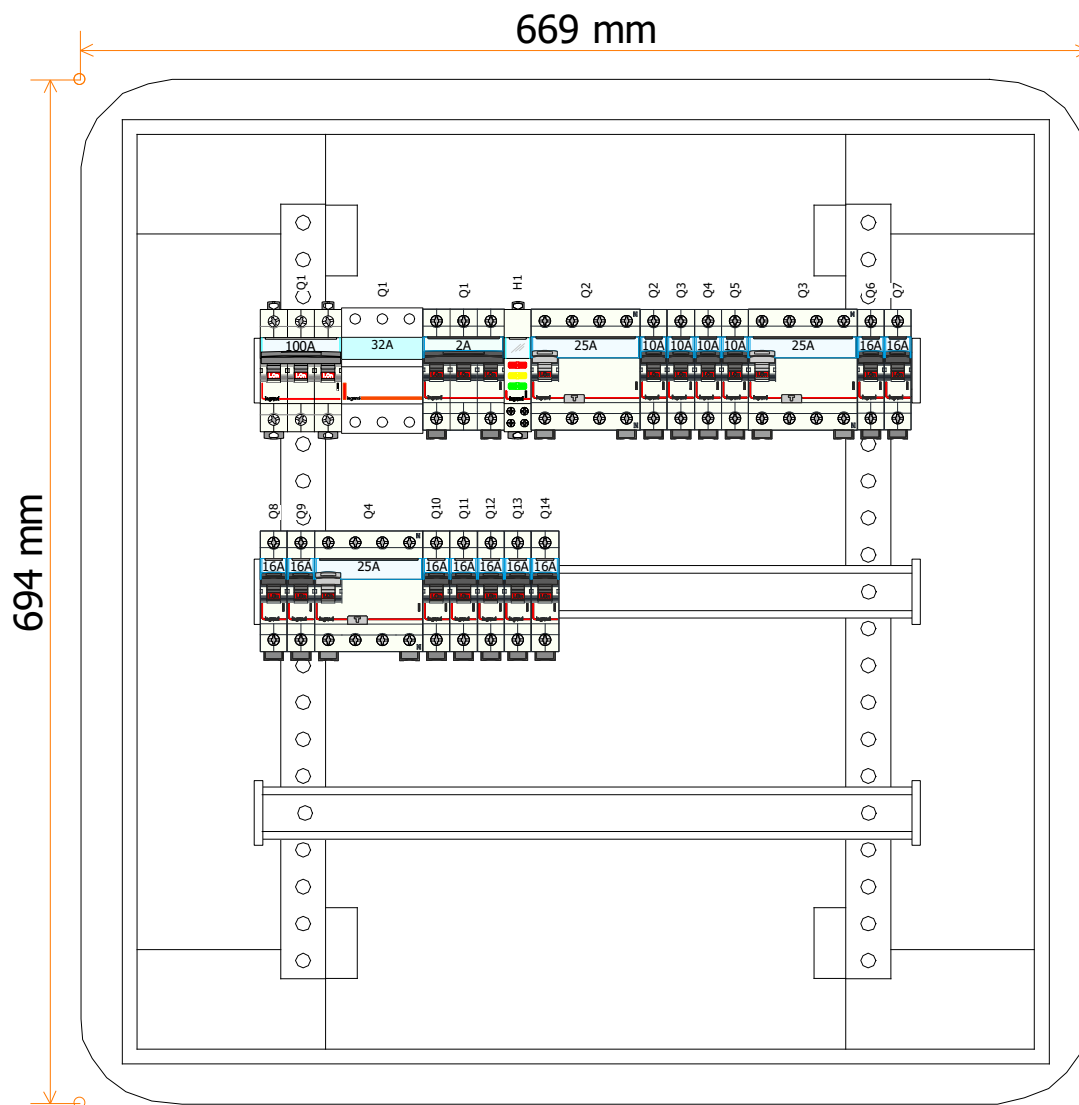 669 mm
694 mm
Q1 Q1 Q1 H1 Q2 Q2 Q3 Q4 Q5 Q3 Q6 Q7
100A 32A 2A 25A 10A 10A 10A 10A 25A 16A 16A
Q8 Q9 Q4 Q10 Q11 Q12 Q13 Q14
16A 16A 25A 16A 16A 16A 16A 16A